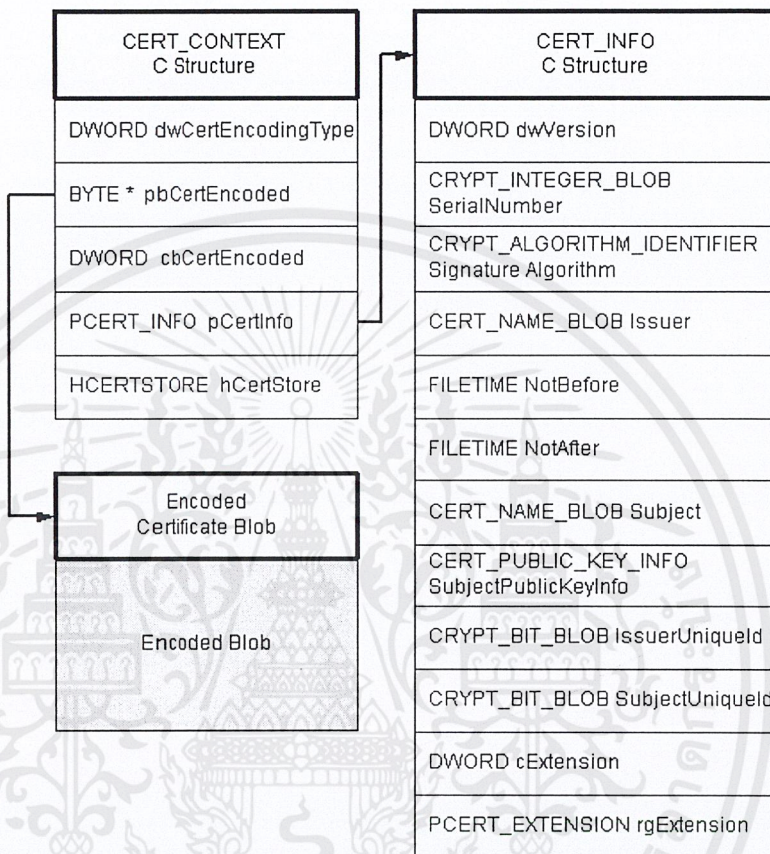 CERT_CONTEXT
C Structure
DWORD dwCertEncodingType
BYTE * pbCertEncoded
DWORD cbCertEncoded
PCERT_INFO pCertInfo
HCERTSTORE hCertStore
Encoded
Certificate Blob
Encoded Blob
CERT_INFO
C Structure
DWORD dwVersion
CRYPT_INTEGER_BLOB
SerialNumber
CRYPT_ALGORITHM_IDENTIFIER
Signature Algorithm
CERT_NAME_BLOB Issuer
FILETIME NotBefore
FILETIME NotAfter
CERT_NAME_BLOB Subject
CERT_PUBLIC_KEY_INFO
SubjectPublicKeyInfo
CRYPT_BIT_BLOB IssuerUniqueId
CRYPT_BIT_BLOB SubjectUniqueId
DWORD cExtension
PCERT_EXTENSION rgExtension